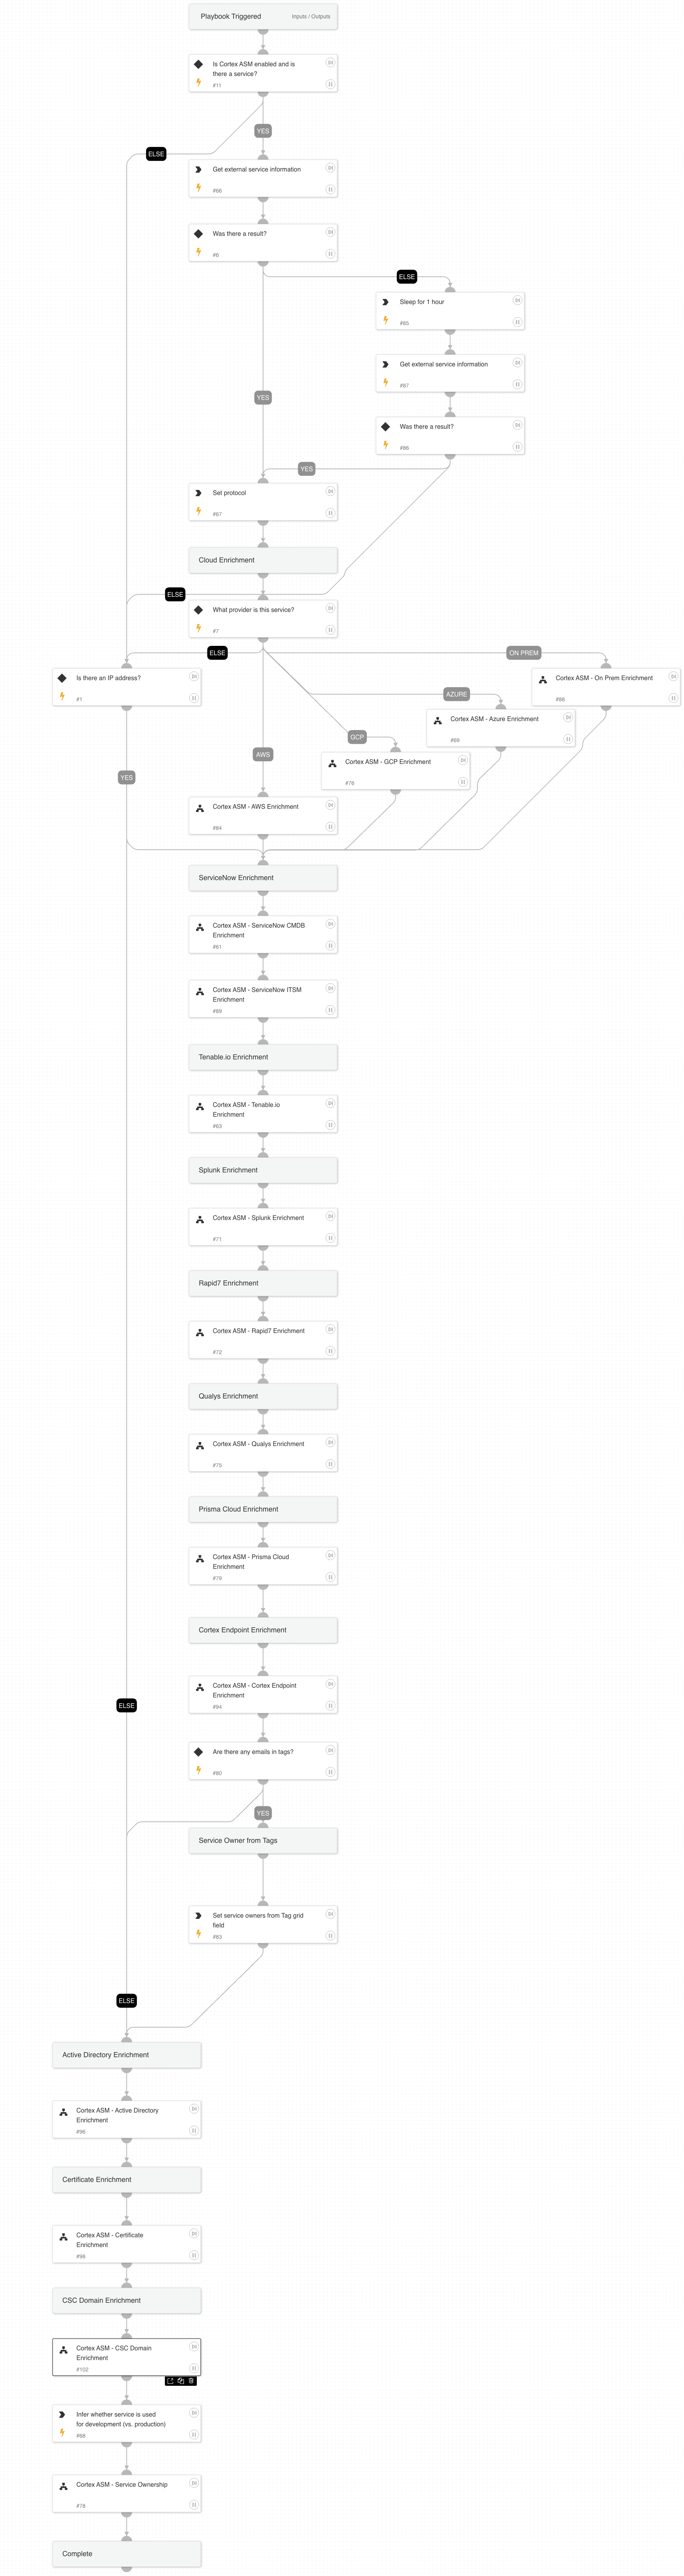 Playbook Triggered Inputs / Outputs
Is Cortex ASM enabled and is
there a service?
#11
YES
ELSE
Get external service information
#66
Was there a result?
#6
ELSE
Sleep for 1 hour
#85
Get external service information
#87
YES
Was there a result?
#86
YES
Set protocol
#67
Cloud Enrichment
ELSE
What provider is this service?
#7
ELSE
ON PREM
Is there an IP address?
#1
Cortex ASM - On Prem Enrichment
AZURE
Cortex ASM - Azure Enrichment
GCP
AWS
Cortex ASM - GCP Enrichment
#76
YES
Cortex ASM - AWS Enrichment
#84
ServiceNow Enrichment
Cortex ASM - ServiceNow CMDB
Enrichment
#61
Cortex ASM - ServiceNow ITSM
Enrichment
Tenable.io Enrichment
Cortex ASM - Tenable.io
Enrichment
#63
Splunk Enrichment
Cortex ASM - Splunk Enrichment
#71
Rapid7 Enrichment
Cortex ASM - Rapid7 Enrichment
#72
Qualys Enrichment
Cortex ASM - Qualys Enrichment
#75
Prisma Cloud Enrichment
Cortex ASM - Prisma Cloud
Enrichment
#79
Cortex Endpoint Enrichment
Cortex ASM - Cortex Endpoint
Enrichment
#94
ELSE
Are there any emails in tags?
#80
YES
Service Owner from Tags
Set service owners from Tag grid
field
#83
ELSE
Active Directory Enrichment
Cortex ASM - Active Directory
Enrichment
Certificate Enrichment
Cortex ASM - Certificate
Enrichment
CSC Domain Enrichment
Cortex ASM - CSC Domain
Enrichment
#102
Infer whether service is used
for development (vs. production)
Cortex ASM - Service Ownership
#78
Complete